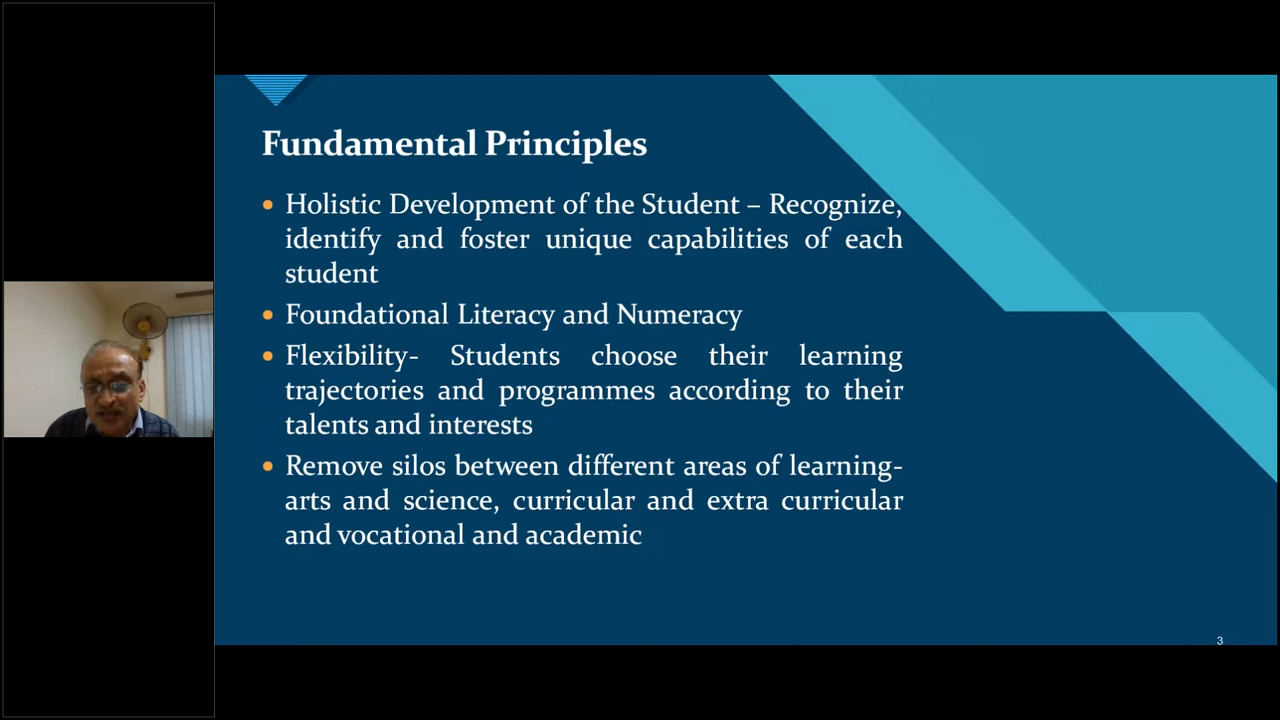 Fundamental Principles
Holistic Development of the Student – Recognize,
identify and foster unique capabilities of each
student
Foundational Literacy and Numeracy
Flexibility- Students choose their learning
trajectories and programmes according to their
talents and interests
Remove silos between different areas of learning-
arts and science, curricular and extra curricular
and vocational and academic
3